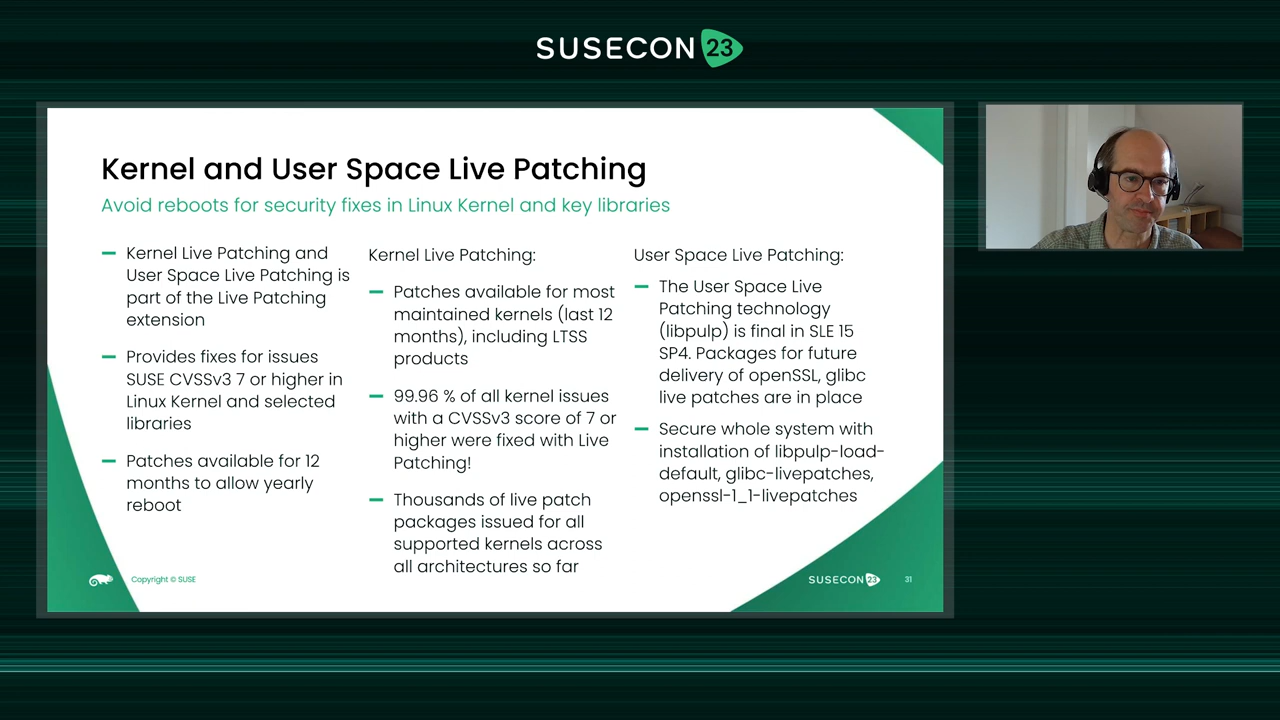 SUSECON 23
Kernel and User Space Live Patching
Avoid reboots for security fixes in Linux Kernel and key libraries
Kernel Live Patching and
User Space Live Patching is
part of the Live Patching
extension
Provides fixes for issues
SUSE CVSSv3 7 or higher in
Linux Kernel and selected
libraries
Patches available for 12
months to allow yearly
reboot
Kernel Live Patching:
Patches available for most
maintained kernels (last 12
months), including LTSS
products
99.96 % of all kernel issues
with a CVSSv3 score of 7 or
higher were fixed with Live
Patching!
Thousands of live patch
packages issued for all
supported kernels across
all architectures so far
User Space Live Patching:
The User Space Live
Patching technology
(libpulp) is final in SLE 15
SP4. Packages for future
delivery of openSSL, glibc
live patches are in place
Secure whole system with
installation of libpulp-load-
default, glibc-livepatches,
openssl-1_1-livepatches
Copyright © SUSE
SUSECON 23
31